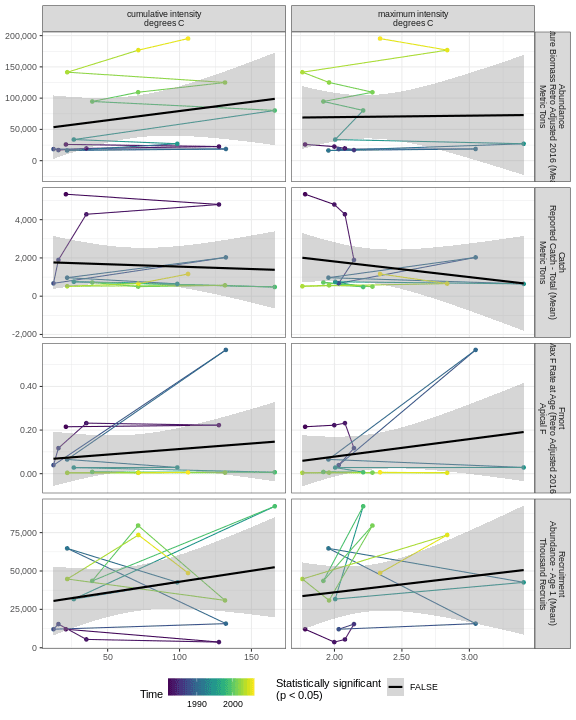 cumulative intensity
degrees C
maximum intensity
degrees C
200,000
150,000
100,000
50,000
0
Abundance
Biomass Retro Adjusted 2016
Metric Tons
4,000
2,000
0
-2,000
Catch
Reported Catch - Total (Mean)
Metric Tons
0.40
0.20
0.00
Fmort
F Rate at Age (Retro Adjusted 2016
Apical F
75,000
50,000
25,000
0
Recruitment
Abundance - Age 1 (Mean)
Thousand Recruits
50
100
150
2.00
2.50
3.00
Time
1990
2000
Statistically significant
(p < 0.05)
FALSE